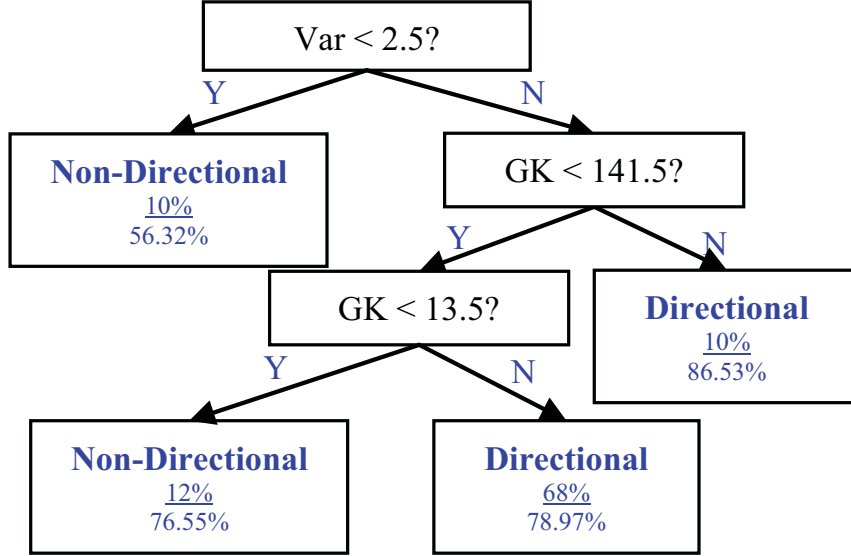 Var < 2.5?
Y
N
Non-Directional
10%
56.32%
GK < 141.5?
Y
N
GK < 13.5?
Directional
10%
86.53%
Y
N
Non-Directional
12%
76.55%
Directional
68%
78.97%